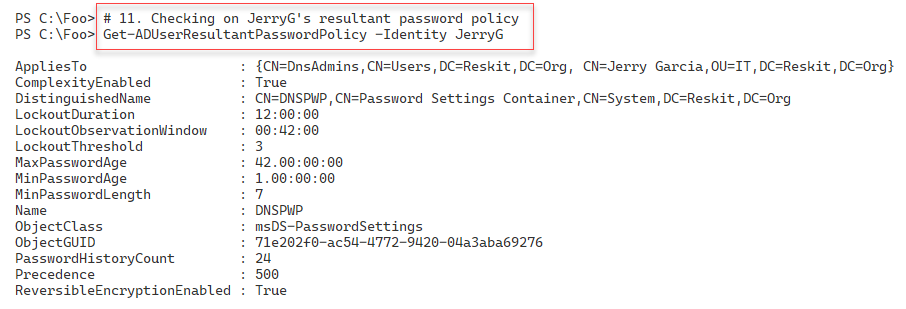 PS C:\Foo> # 11. Checking on JerryG's resultant password policy
PS C:\Foo> Get-ADUserResultantPasswordPolicy -Identity JerryG
AppliesTo : {CN=DnsAdmins,CN=Users,DC=Reskit,DC=Org, CN=Jerry Garcia,OU=IT,DC=Reskit,DC=Org}
ComplexityEnabled : True
DistinguishedName : CN=DNSPWP,CN=Password Settings Container,CN=System,DC=Reskit,DC=Org
LockoutDuration : 12:00:00
LockoutObservationWindow : 00:42:00
LockoutThreshold : 3
MaxPasswordAge : 42.00:00:00
MinPasswordAge : 1.00:00:00
MinPasswordLength : 7
Name : DNSPWP
ObjectClass : msDS-PasswordSettings
ObjectGUID : 71e202f0-ac54-4772-9420-04a3aba69276
PasswordHistoryCount : 24
Precedence : 500
ReversibleEncryptionEnabled : True